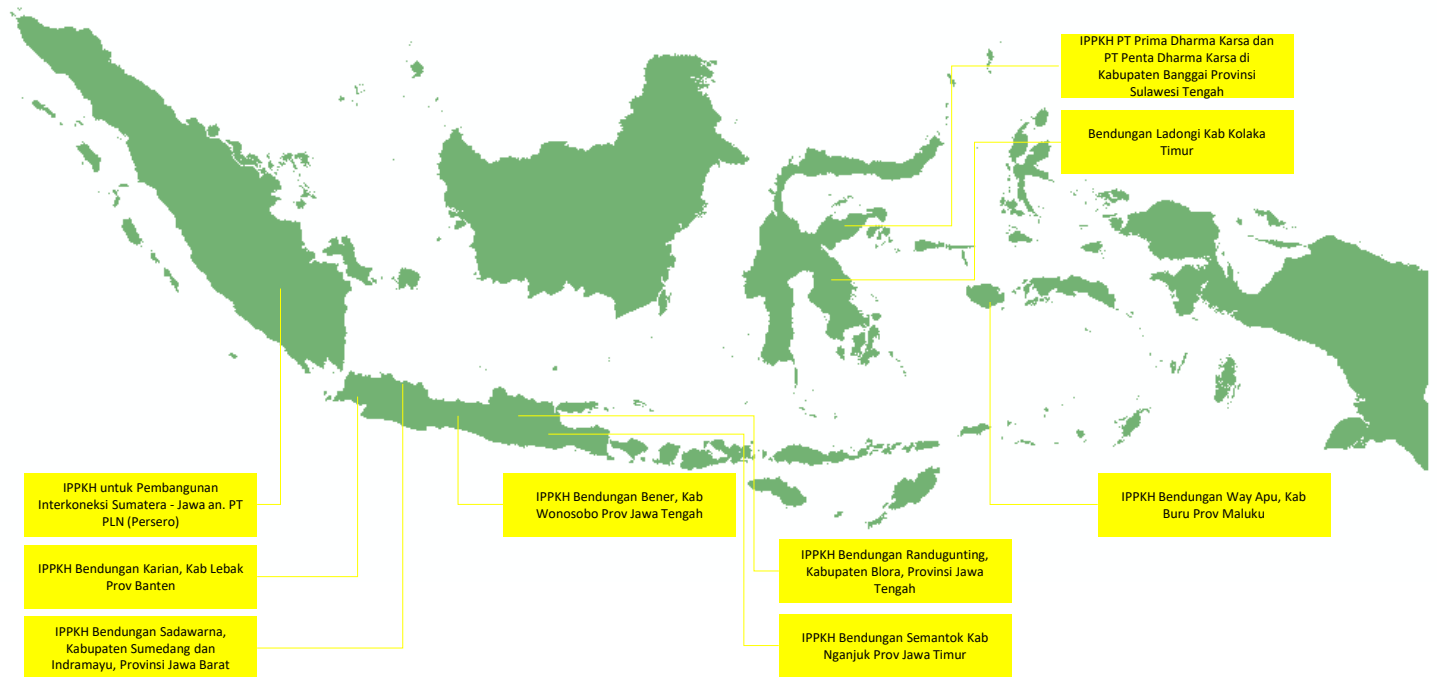 IPPKH PT Prima Dharma Karsa dan
PT Penta Dharma Karsa di
Kabupaten Banggai Provinsi
Sulawesi Tengah
Bendungan Ladongi Kab Kolaka
Timur
IPPKH untuk Pembangunan
Interkoneksi Sumatera - Jawa an. PT
PLN (Persero)
IPPKH Bendungan Bener, Kab
Wonosobo Prov Jawa Tengah
IPPKH Bendungan Way Apu, Kab
Buru Prov Maluku
IPPKH Bendungan Karian, Kab Lebak
Prov Banten
IPPKH Bendungan Randugunting,
Kabupaten Blora, Provinsi Jawa
Tengah
IPPKH Bendungan Sadawarna,
Kabupaten Sumedang dan
Indramayu, Provinsi Jawa Barat
IPPKH Bendungan Semantok Kab
Nganjuk Prov Jawa Timur